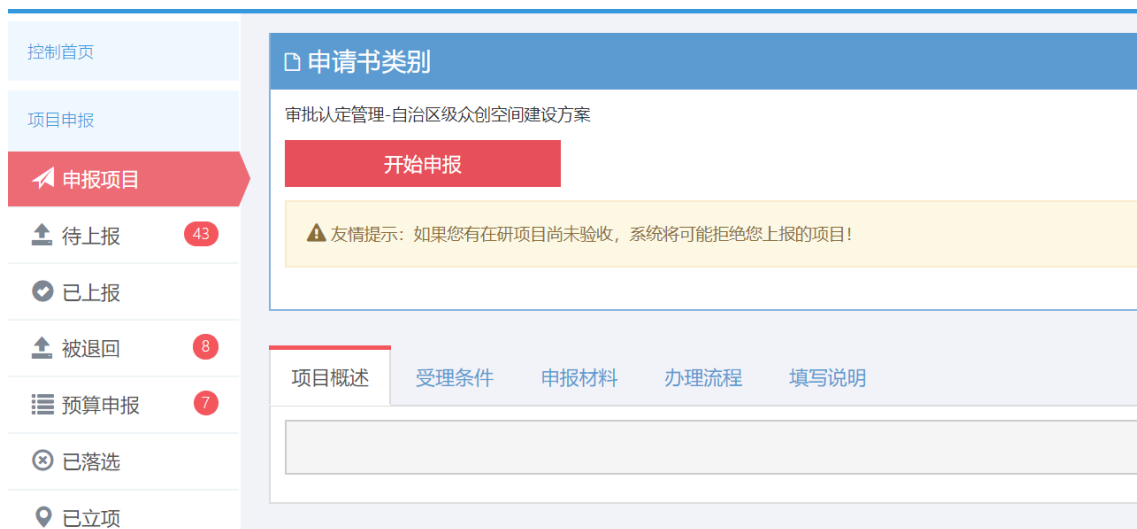 控制首页
项目申报
申报项目
待上报 43
已上报
被退回 8
预算申报 7
已落选
已立项
申请书类别
审批认定管理-自治区级众创空间建设方案
开始申报
友情提示：如果您有在研项目尚未验收，系统将可能拒绝您上报的项目！
项目概述 受理条件 申报材料 办理流程 填写说明